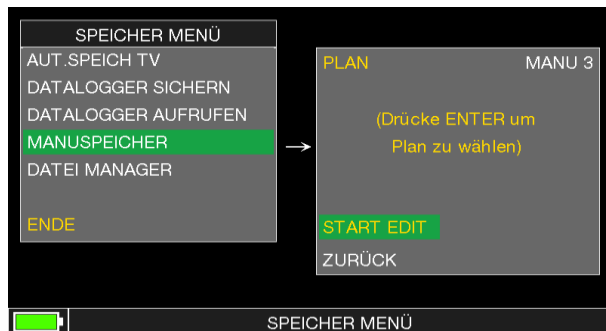 SPEICHER MENÜ
AUT.SPEICH TV
DATALOGGER SICHERN
DATALOGGER AUFRUFEN
MANUSPEICHER
DATEI MANAGER
ENDE
→
PLAN MANU 3
(Drücke ENTER um
Plan zu wählen)
START EDIT
ZURÜCK
SPEICHER MENÜ